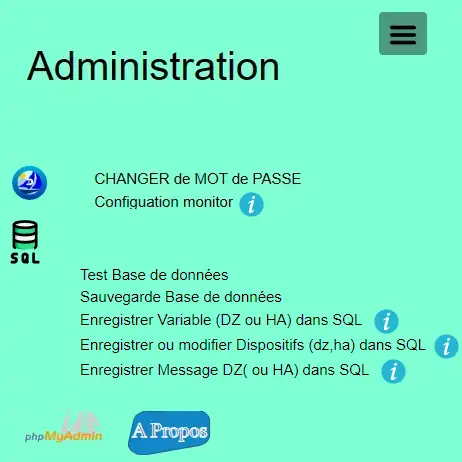 Administration
CHANGER de MOT de PASSE
Configuation monitor
i
SQL
Test Base de données
Sauvegarde Base de données
Enregistrer Variable (DZ ou HA) dans SQL
i
Enregistrer ou modifier Dispositifs (dz,ha) dans SQL
i
Enregistrer Message DZ( ou HA) dans SQL
i
phpMyAdmin
A Propos